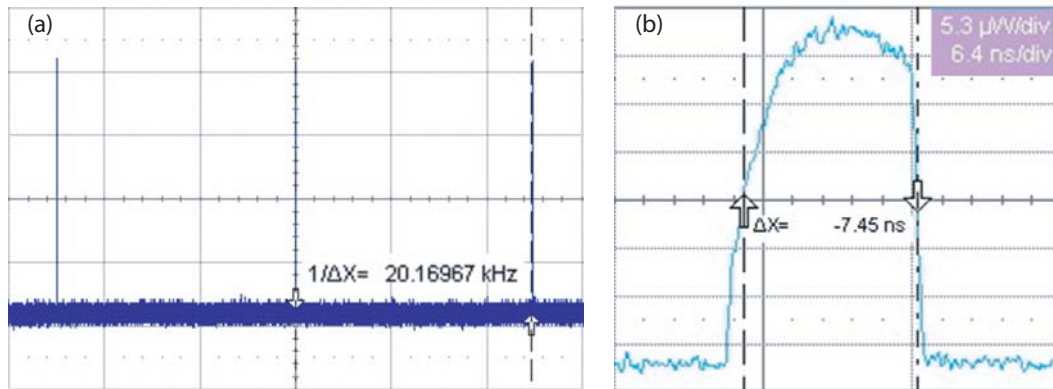 (a)
1/ΔX= 20.16967 kHz
(b)
5.3 µW/div
6.4 ns/div
ΔX= -7.45 ns